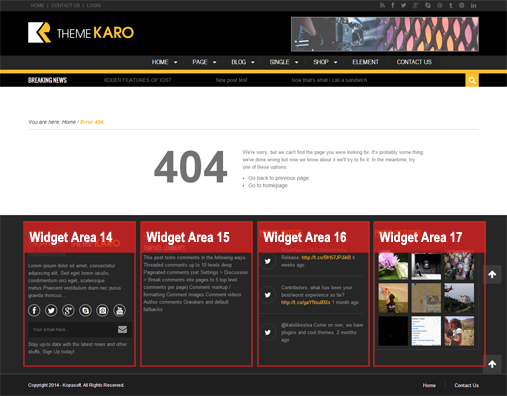 HOME | CONTACT US | LOGIN
THEME KARO
HOME PAGE BLOG SINGLE SHOP ELEMENT CONTACT US
BREAKING NEWS HIDDEN FEATURES OF IOS7 New post test How that's what i call a sandwich
You are here: Home / Error 404
404
We're sorry, but we can't find the page you were looking for. It's probably some thing
we've done wrong but now we know about it we'll try to fix it. In the meantime, try
one of these options:
Go back to previous page
Go to homepage
Widget Area 14
Lorem ipsum dolor sit amet, consectetur
adipiscing elit. Sed eget lorem iaculis,
condimentum orci eget, scelerisque
metus.Praesent vestibulum diam nec purus
gravida rhoncus...
Your email here...
Stay up-to date with the latest news and other
stuffs, Sign Up today!
Widget Area 15
This post tests comments in the following ways.
Threaded comments up to 10 levels deep
Paginated comments (set Settings > Discussion
> Break comments into pages to 5 top level
comments per page) Comment markup /
formatting Comment images Comment videos
Author comments Gravatars and default
fallbacks
Widget Area 16
Release: 4
weeks ago
Contributors, what has been your
best/worst experience so far?
1 month
ago
Come on over, we have
plugins and cool themes 2 months
ago
Widget Area 17
Copyright 2014 - Kopasoft. All Rights Reserved.
Home Contact Us